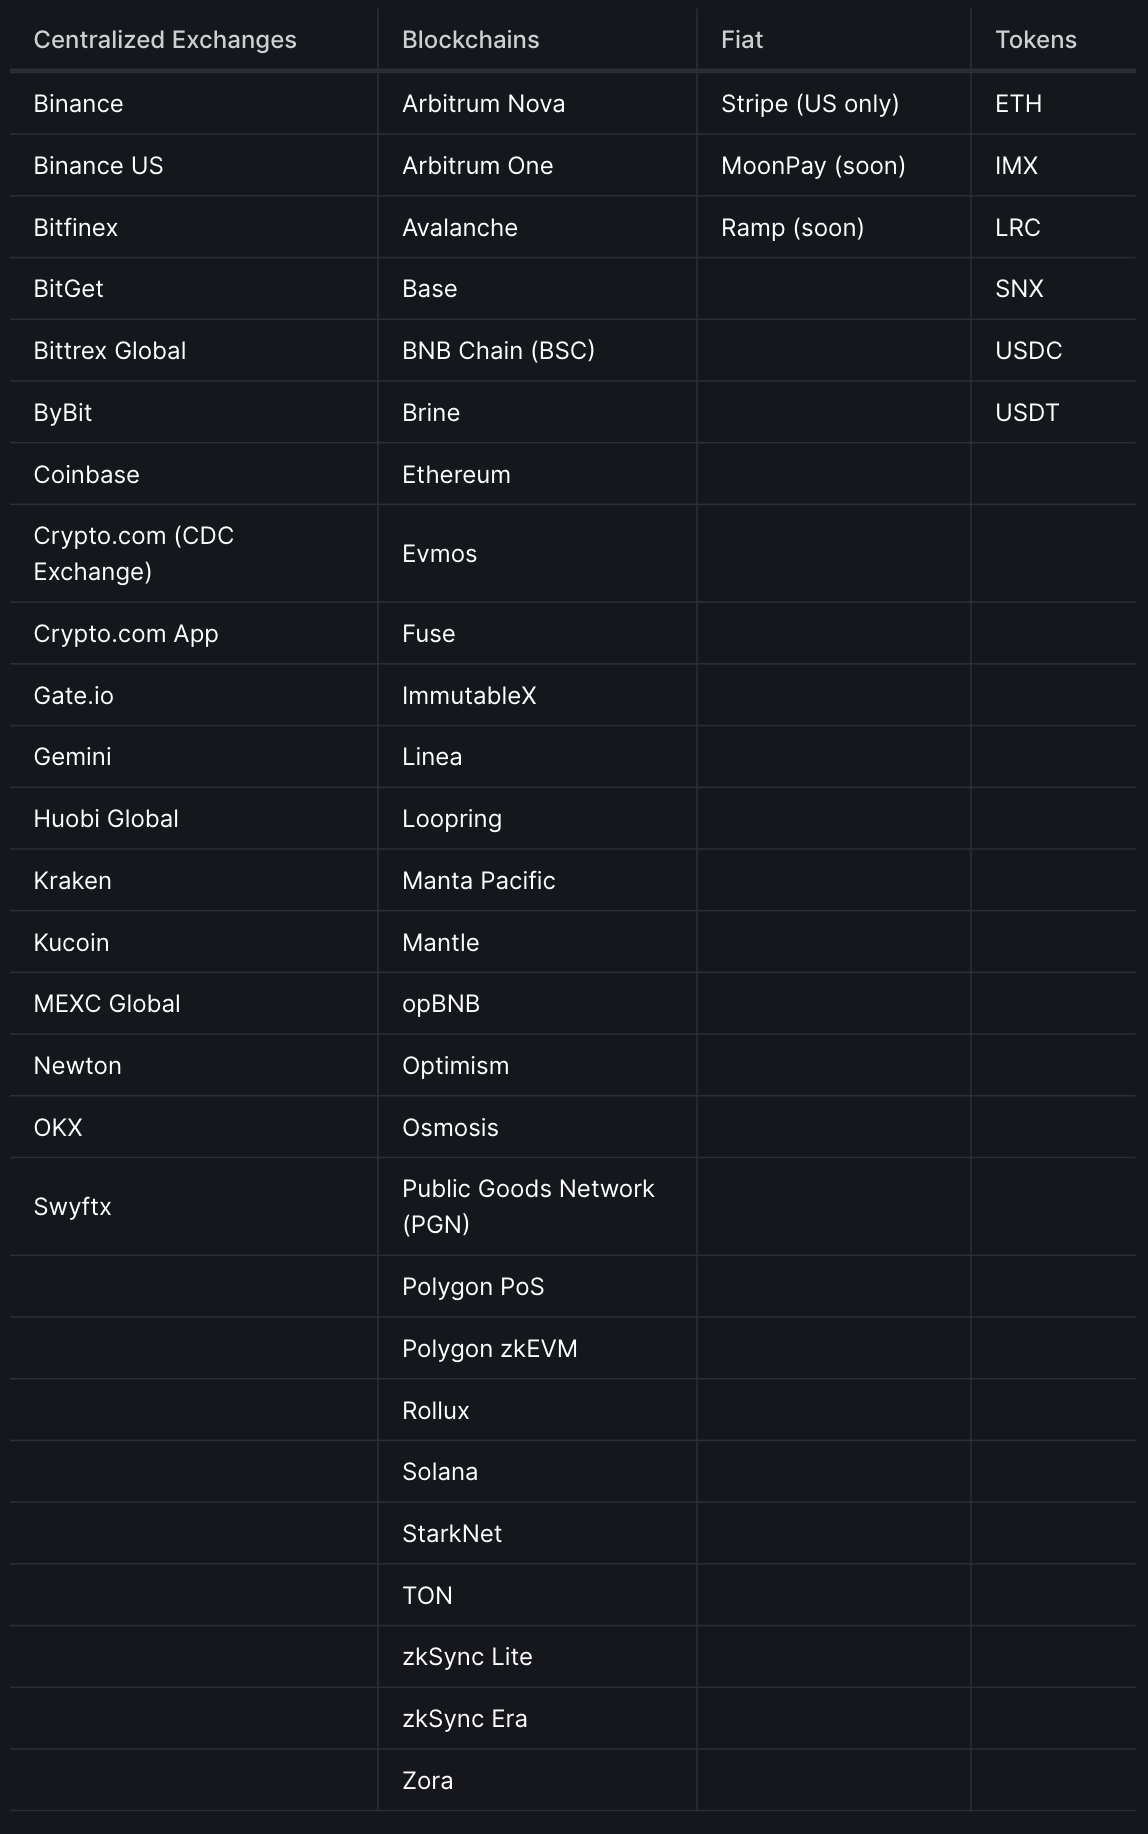 Centralized Exchanges Blockchains Fiat Tokens
Binance Arbitrum Nova Stripe (US only) ETH
Binance US Arbitrum One MoonPay (soon) IMX
Bitfinex Avalanche Ramp (soon) LRC
BitGet Base SNX
Bittrex Global BNB Chain (BSC) USDC
ByBit Brine USDT
Coinbase Ethereum
Crypto.com (CDC
Exchange) Evmos
Crypto.com App Fuse
Gate.io ImmutableX
Gemini Linea
Huobi Global Loopring
Kraken Manta Pacific
Kucoin Mantle
MEXC Global opBNB
Newton Optimism
OKX Osmosis
Swyftx Public Goods Network
(PGN)
Polygon PoS
Polygon zkEVM
Rollux
Solana
StarkNet
TON
zkSync Lite
zkSync Era
Zora